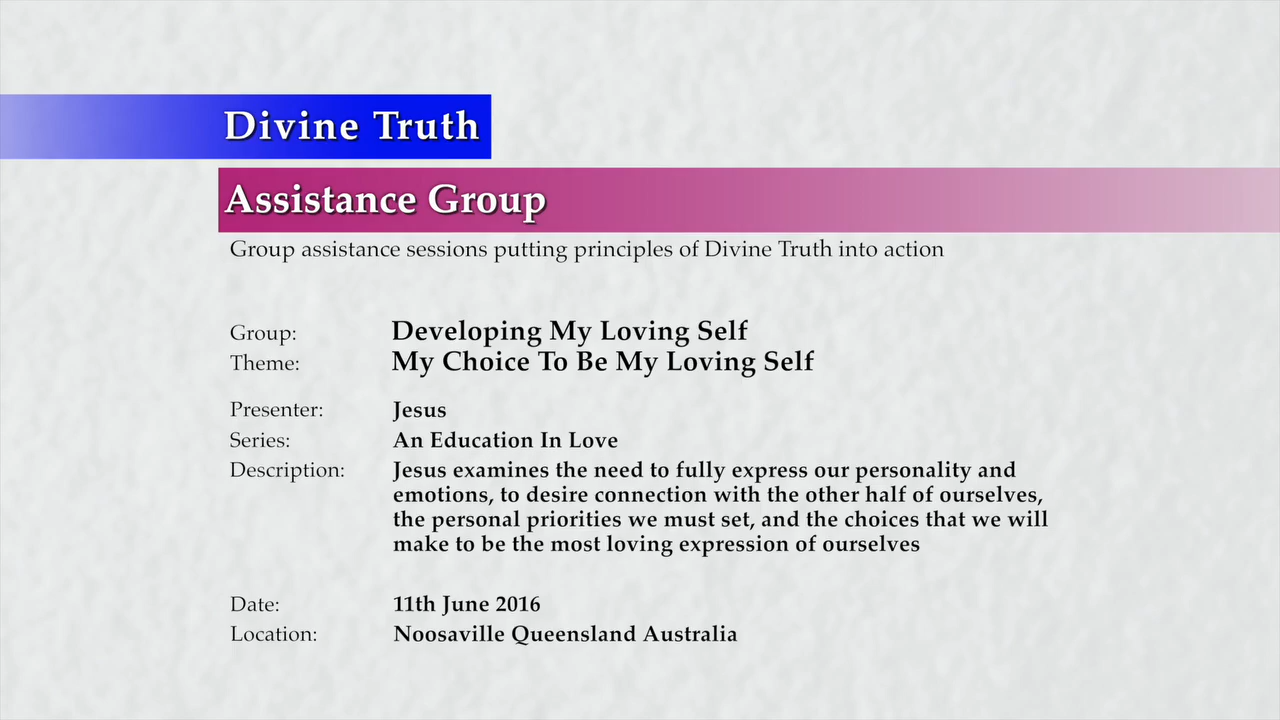 Divine Truth
Assistance Group
Group assistance sessions putting principles of Divine Truth into action
Group: Developing My Loving Self
Theme: My Choice To Be My Loving Self
Presenter: Jesus
Series: An Education In Love
Description: Jesus examines the need to fully express our personality and
emotions, to desire connection with the other half of ourselves,
the personal priorities we must set, and the choices that we will
make to be the most loving expression of ourselves
Date: 11th June 2016
Location: Noosaville Queensland Australia